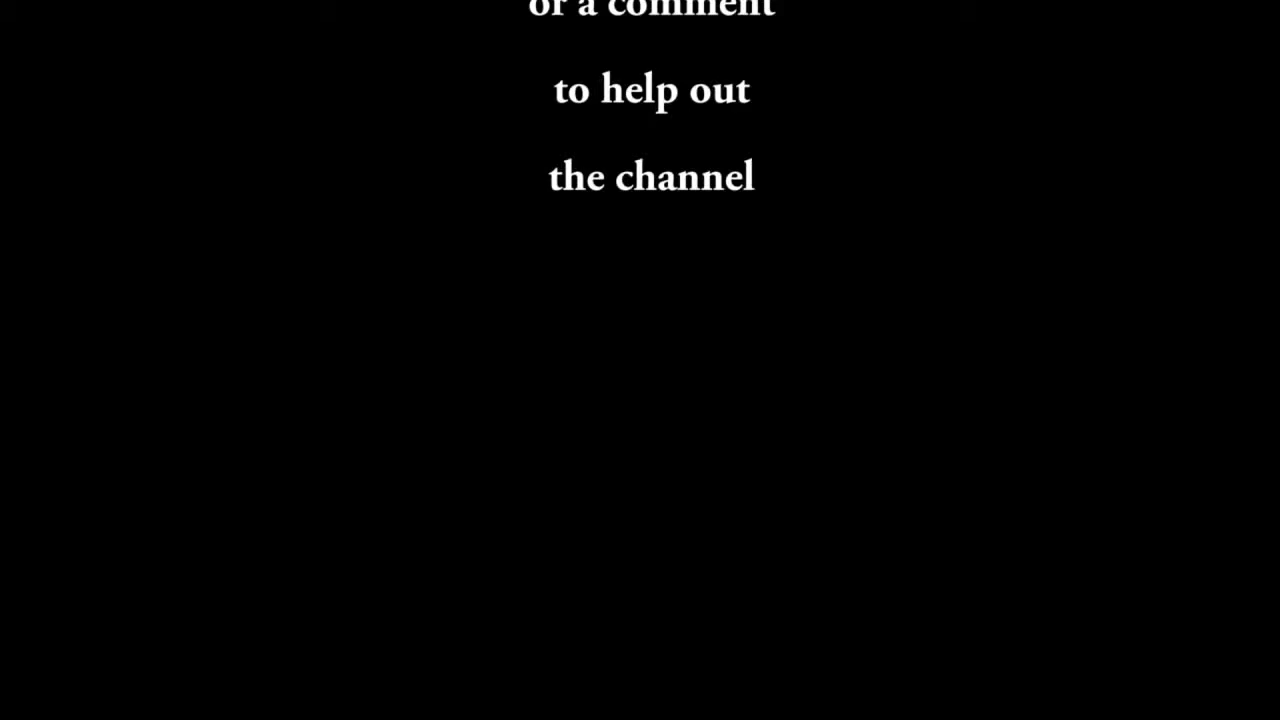 or a comment
to help out
the channel